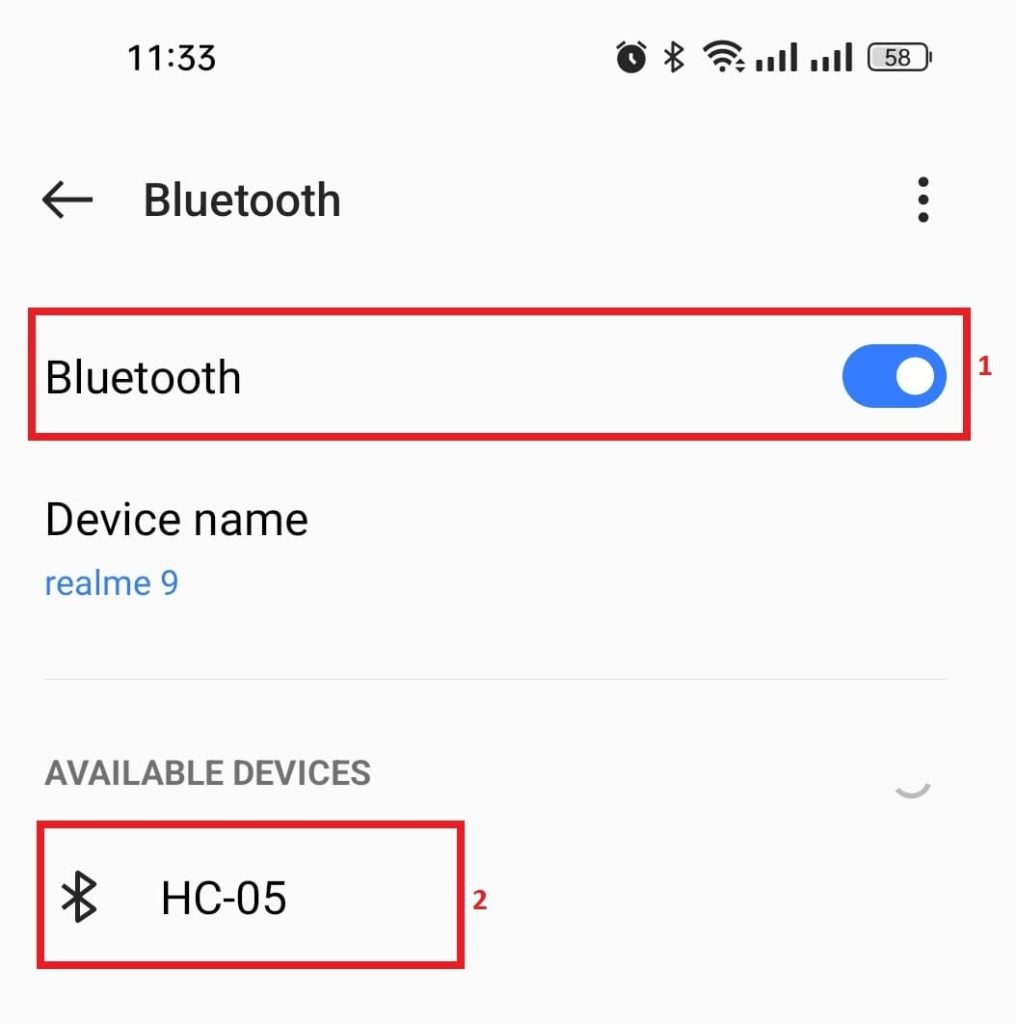 11:33
58
Bluetooth
Bluetooth
1
Device name
realme 9
AVAILABLE DEVICES
HC-05
2